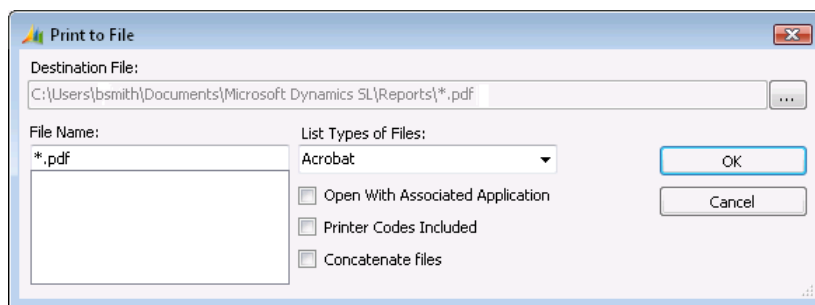 Print to File
Destination File:
C:\Users\bsmith\Documents\Microsoft Dynamics SL\Reports\*.pdf
...
File Name:
List Types of Files:
*.pdf
Acrobat
OK
Open With Associated Application
Cancel
Printer Codes Included
Concatenate files